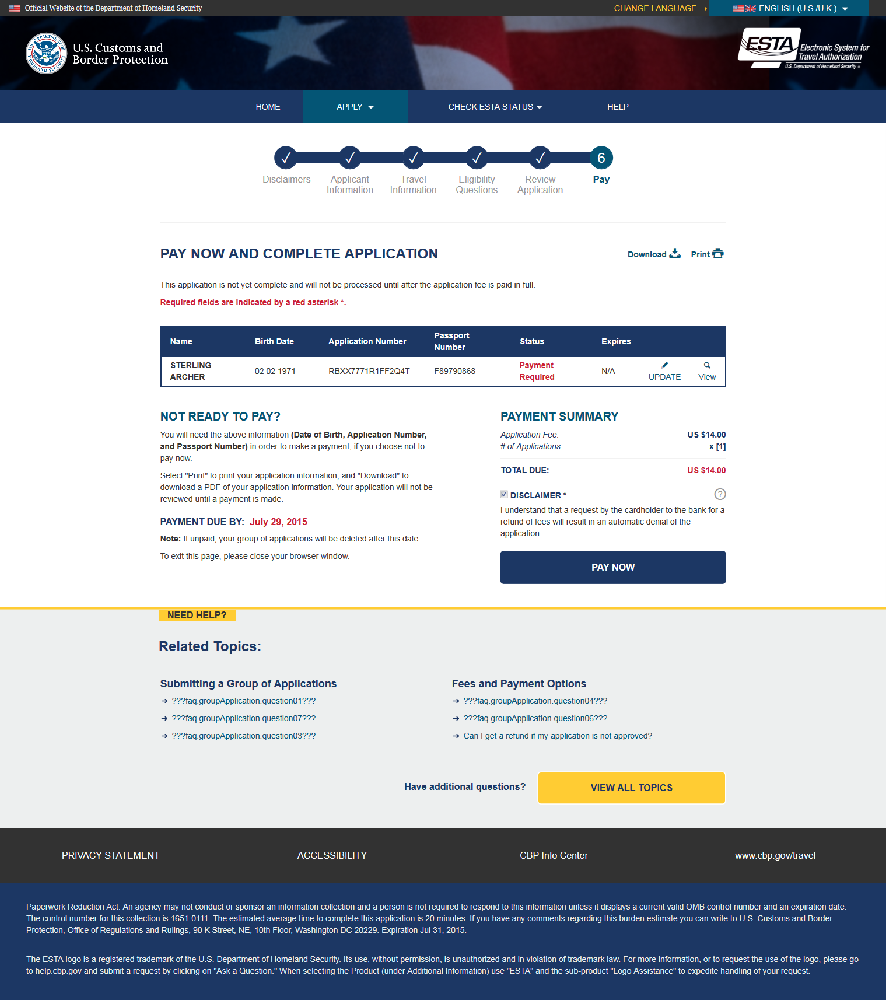 Official Website of the Department of Homeland Security
CHANGE LANGUAGE
ENGLISH (U.S./U.K.)
U.S. Customs and
Border Protection
ESTA
Electronic System for
Travel Authorization
U.S. Department of Homeland Security
HOME
APPLY
CHECK ESTA STATUS
HELP
6
Disclaimers
Applicant
Information
Travel
Information
Eligibility
Questions
Review
Application
Pay
PAY NOW AND COMPLETE APPLICATION
Download
Print
This application is not yet complete and will not be processed until after the application fee is paid in full.
Required fields are indicated by a red asterisk *.
Name
Birth Date
Application Number
Passport
Number
Status
Expires
STERLING
ARCHER
02 02 1971
RBXX7771R1FF2Q4T
F89790868
Payment
Required
N/A
UPDATE
View
NOT READY TO PAY?
You will need the above information (Date of Birth, Application Number,
and Passport Number) in order to make a payment, if you choose not to
pay now.
Select "Print" to print your application information, and "Download" to
download a PDF of your application information. Your application will not be
reviewed until a payment is made.
PAYMENT DUE BY: July 29, 2015
Note: If unpaid, your group of applications will be deleted after this date.
To exit this page, please close your browser window.
PAYMENT SUMMARY
Application Fee: US $14.00
# of Applications: x [1]
TOTAL DUE: US $14.00
DISCLAIMER *
?
I understand that a request by the cardholder to the bank for a
refund of fees will result in an automatic denial of the
application.
PAY NOW
NEED HELP?
Related Topics:
Submitting a Group of Applications
???faq.groupApplication.question01???
???faq.groupApplication.question07???
???faq.groupApplication.question03???
Fees and Payment Options
???faq.groupApplication.question04???
???faq.groupApplication.question06???
Can I get a refund if my application is not approved?
Have additional questions?
VIEW ALL TOPICS
PRIVACY STATEMENT
ACCESSIBILITY
CBP Info Center
www.cbp.gov/travel
Paperwork Reduction Act: An agency may not conduct or sponsor an information collection and a person is not required to respond to this information unless it displays a current valid OMB control number and an expiration date.
The control number for this collection is 1651-0111. The estimated average time to complete this application is 20 minutes. If you have any comments regarding this burden estimate you can write to U.S. Customs and Border
Protection, Office of Regulations and Rulings, 90 K Street, NE, 10th Floor, Washington DC 20229. Expiration Jul 31, 2015.
The ESTA logo is a registered trademark of the U.S. Department of Homeland Security. Its use, without permission, is unauthorized and in violation of trademark law. For more information, or to request the use of the logo, please go
to help.cbp.gov and submit a request by clicking on "Ask a Question." When selecting the Product (under Additional Information) use "ESTA" and the sub-product "Logo Assistance" to expedite handling of your request.